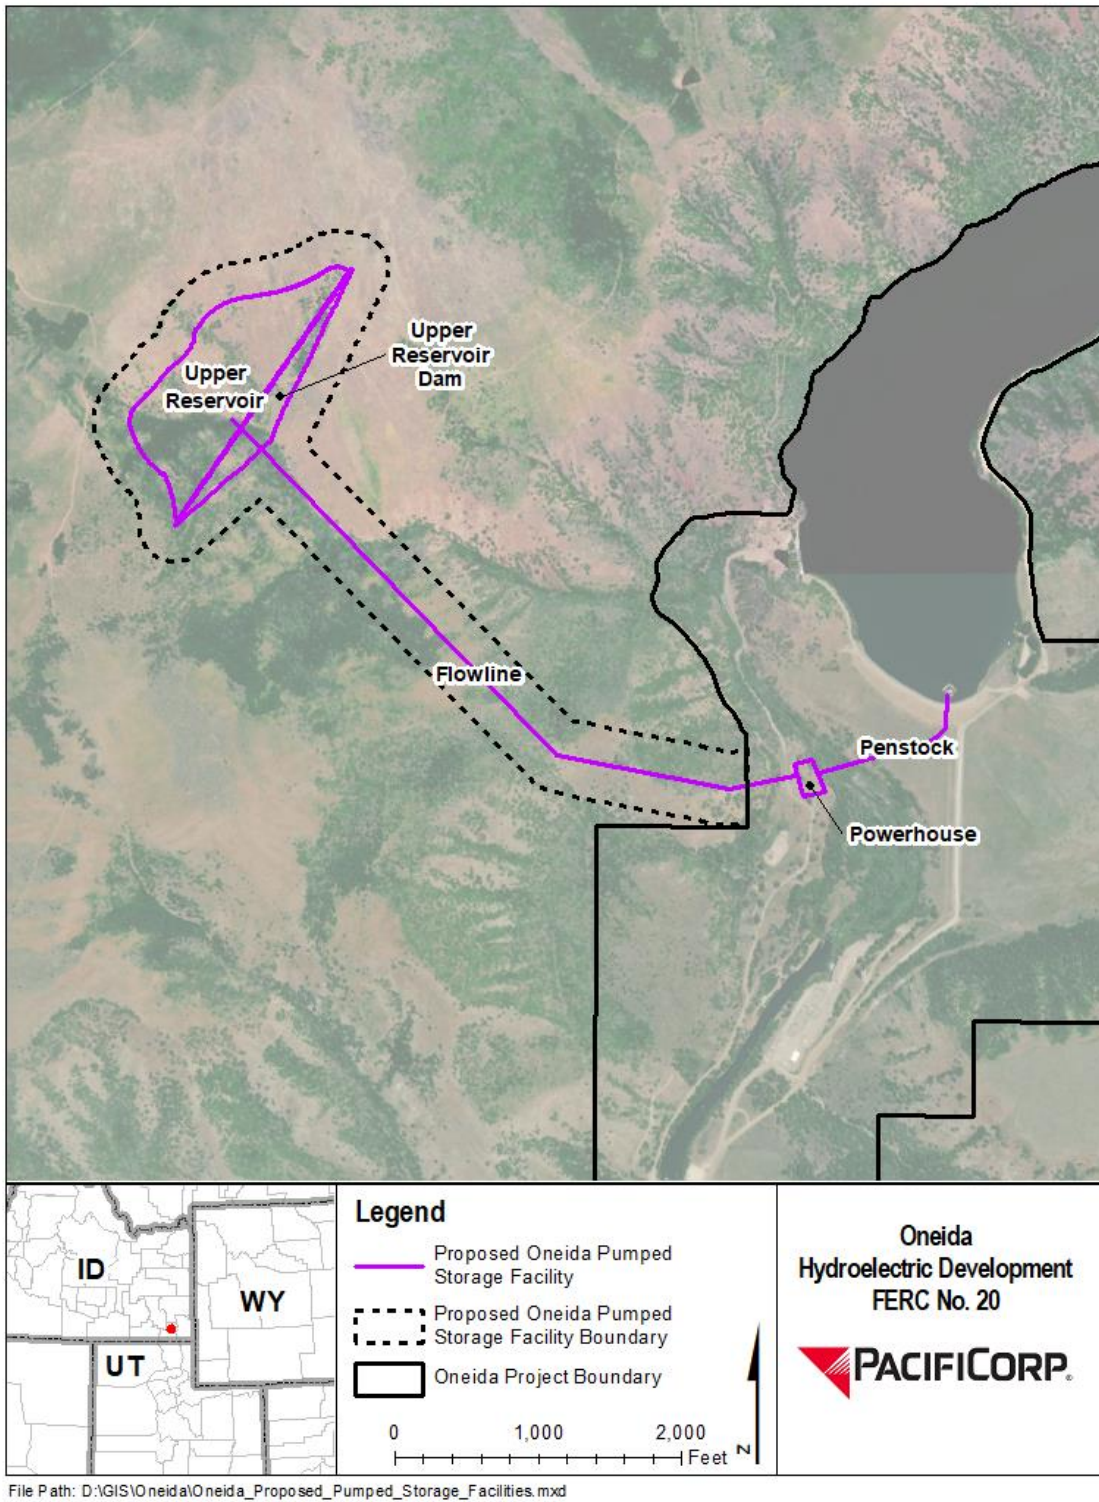 Upper
Reservoir
Dam
Upper
Reservoir
Flowline
Penstock
Powerhouse
ID
WY
UT
Legend
Proposed Oneida Pumped
Storage Facility
Proposed Oneida Pumped
Storage Facility Boundary
Oneida Project Boundary
0 1,000 2,000
Feet
N
Oneida
Hydroelectric Development
FERC No. 20
PACIFICORP.
File Path: D:\GIS\Oneida\Oneida_Proposed_Pumped_Storage_Facilities.mxd